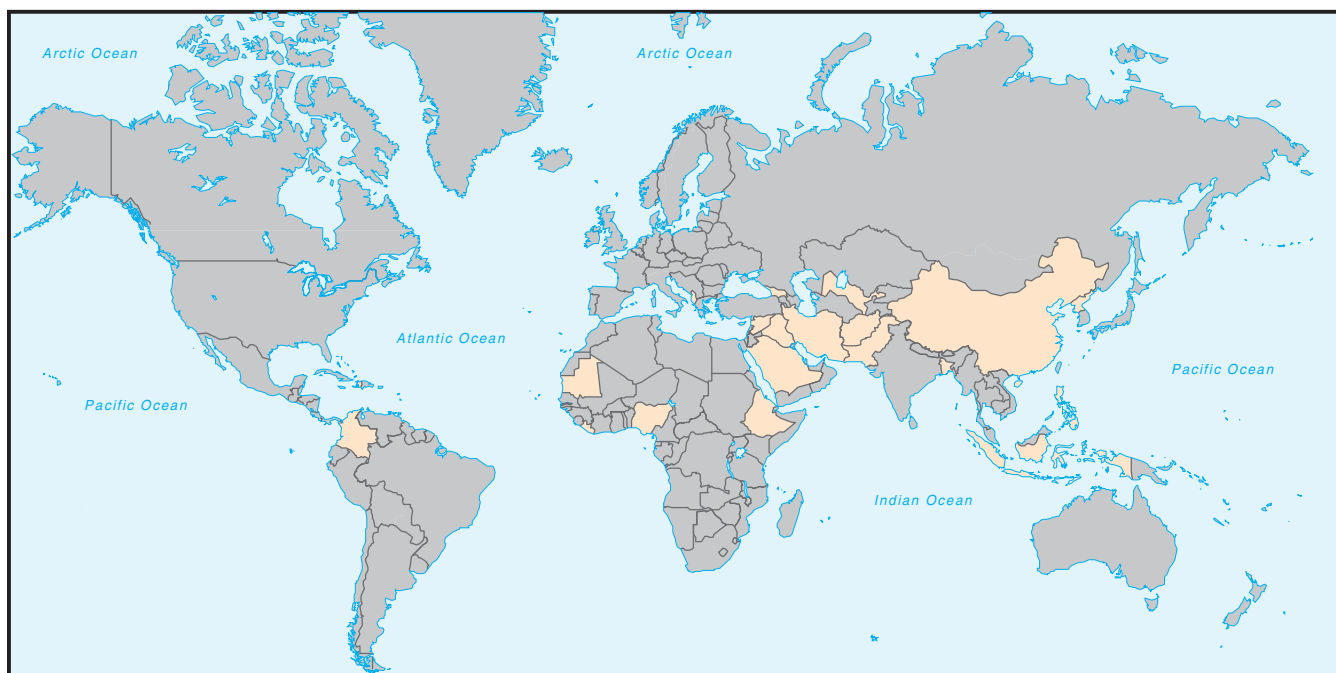 Arctic Ocean
Arctic Ocean
Atlantic Ocean
Pacific Ocean
Pacific Ocean
Indian Ocean